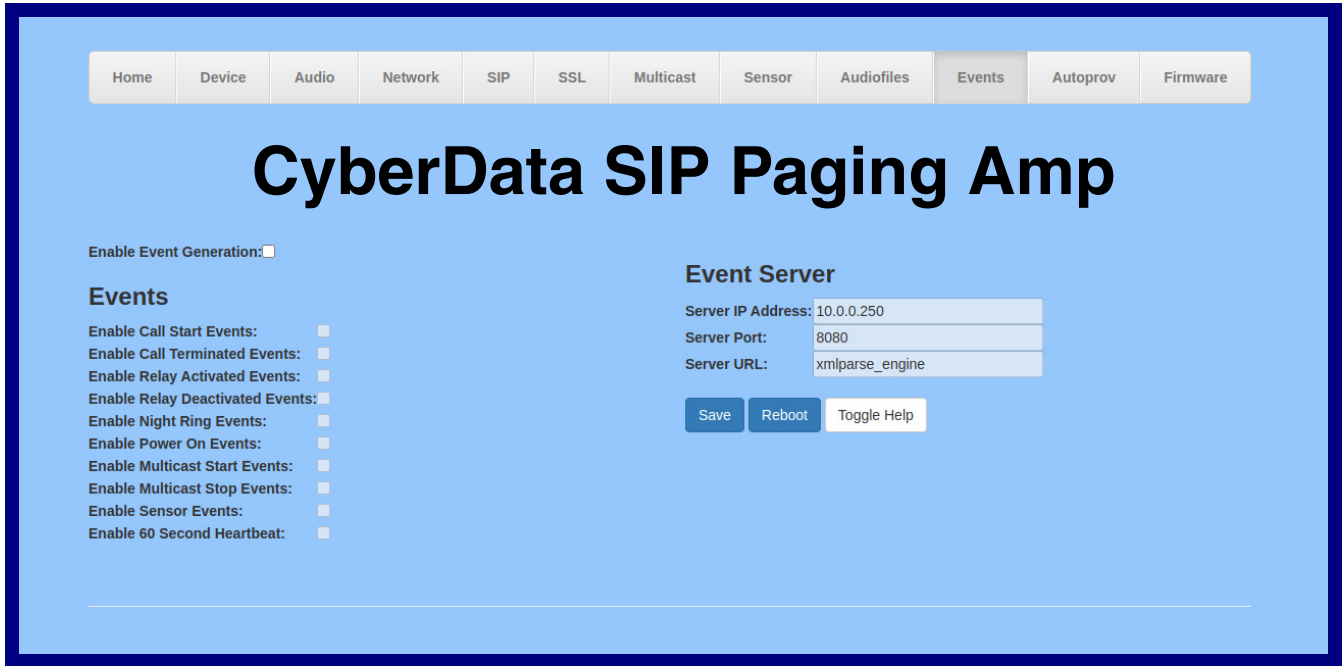 Home Device Audio Network SIP SSL Multicast Sensor Audiofiles Events Autoprov Firmware
CyberData SIP Paging Amp
Enable Event Generation:
Events
Enable Call Start Events:
Enable Call Terminated Events:
Enable Relay Activated Events:
Enable Relay Deactivated Events:
Enable Night Ring Events:
Enable Power On Events:
Enable Multicast Start Events:
Enable Multicast Stop Events:
Enable Sensor Events:
Enable 60 Second Heartbeat:
Event Server
Server IP Address: 10.0.0.250
Server Port: 8080
Server URL: xmlparse_engine
Save Reboot Toggle Help